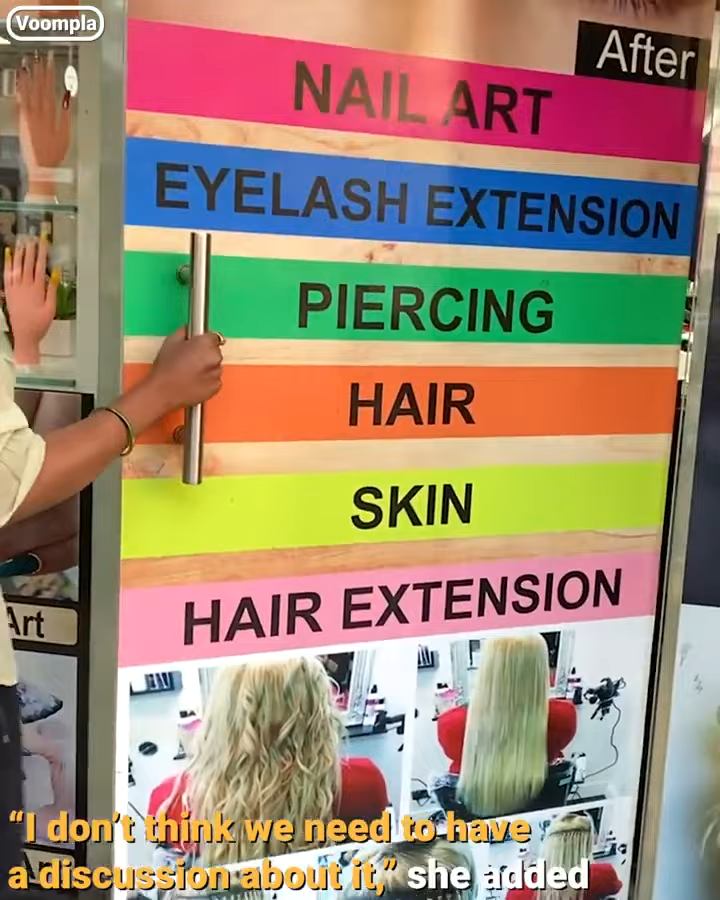 Voompla
After
NAIL ART
EYELASH EXTENSION
PIERCING
HAIR
SKIN
HAIR EXTENSION
Art
“I don’t think we need to have
a discussion about it,” she added